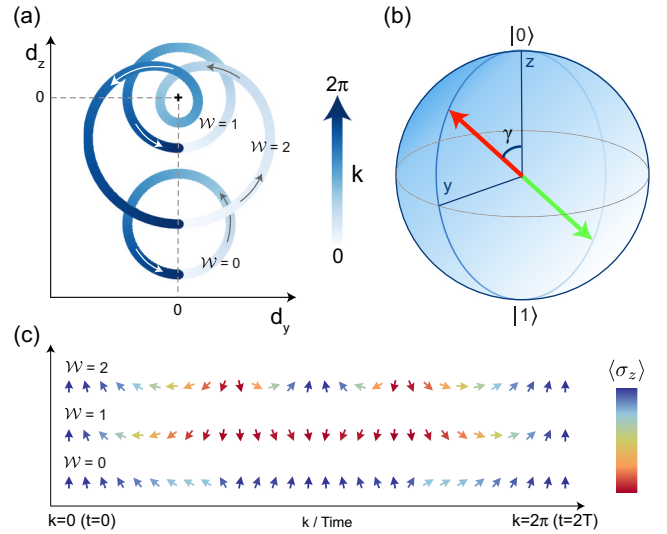 (a)
d_z
0
0
d_y
𝒲 = 1
𝒲 = 2
𝒲 = 0
2π
k
0
(b)
|0⟩
z
γ
y
|1⟩
(c)
𝒲 = 2
𝒲 = 1
𝒲 = 0
⟨σ_z⟩
k=0 (t=0)
k / Time
k=2π (t=2T)